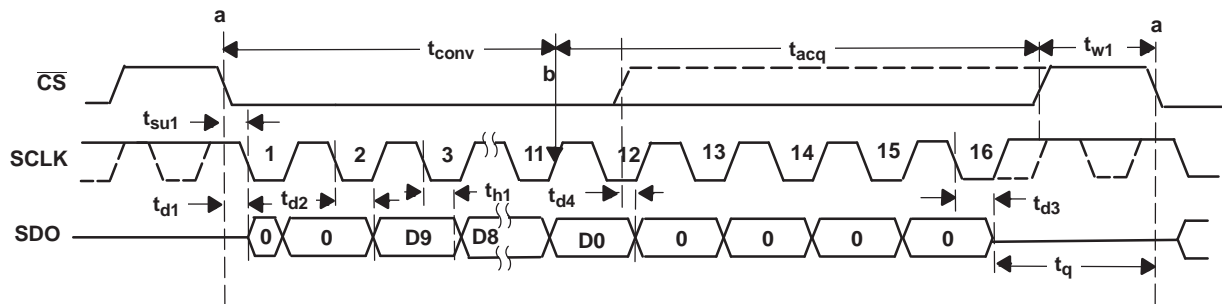 a a
t_conv t_acq t_w1
b
CS
t_su1
SCLK 1 2 3 11 12 13 14 15 16
t_d1 t_d2 t_h1 t_d4 t_d3
SDO 0 0 D9 D8 D0 0 0 0 0
t_q